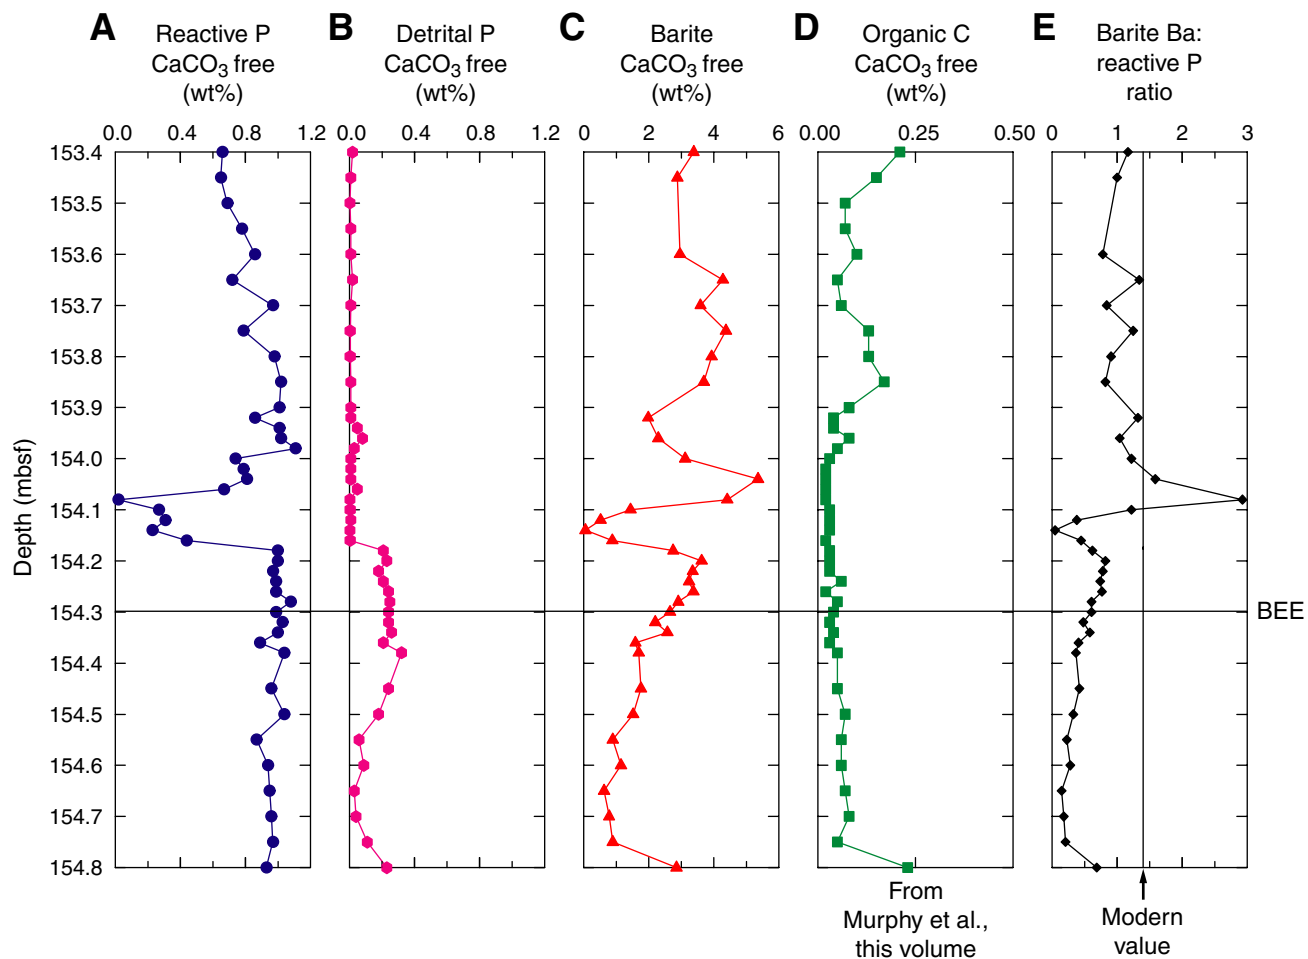 A
Reactive P
CaCO3 free
(wt%)
0.0 0.4 0.8 1.2
B
Detrital P
CaCO3 free
(wt%)
0.0 0.4 0.8 1.2
C
Barite
CaCO3 free
(wt%)
0 2 4 6
D
Organic C
CaCO3 free
(wt%)
0.00 0.25 0.50
E
Barite Ba:
reactive P
ratio
0 1 2 3
Depth (mbsf)
153.4
153.5
153.6
153.7
153.8
153.9
154.0
154.1
154.2
154.3
154.4
154.5
154.6
154.7
154.8
BEE
From
Murphy et al.,
this volume
Modern
value